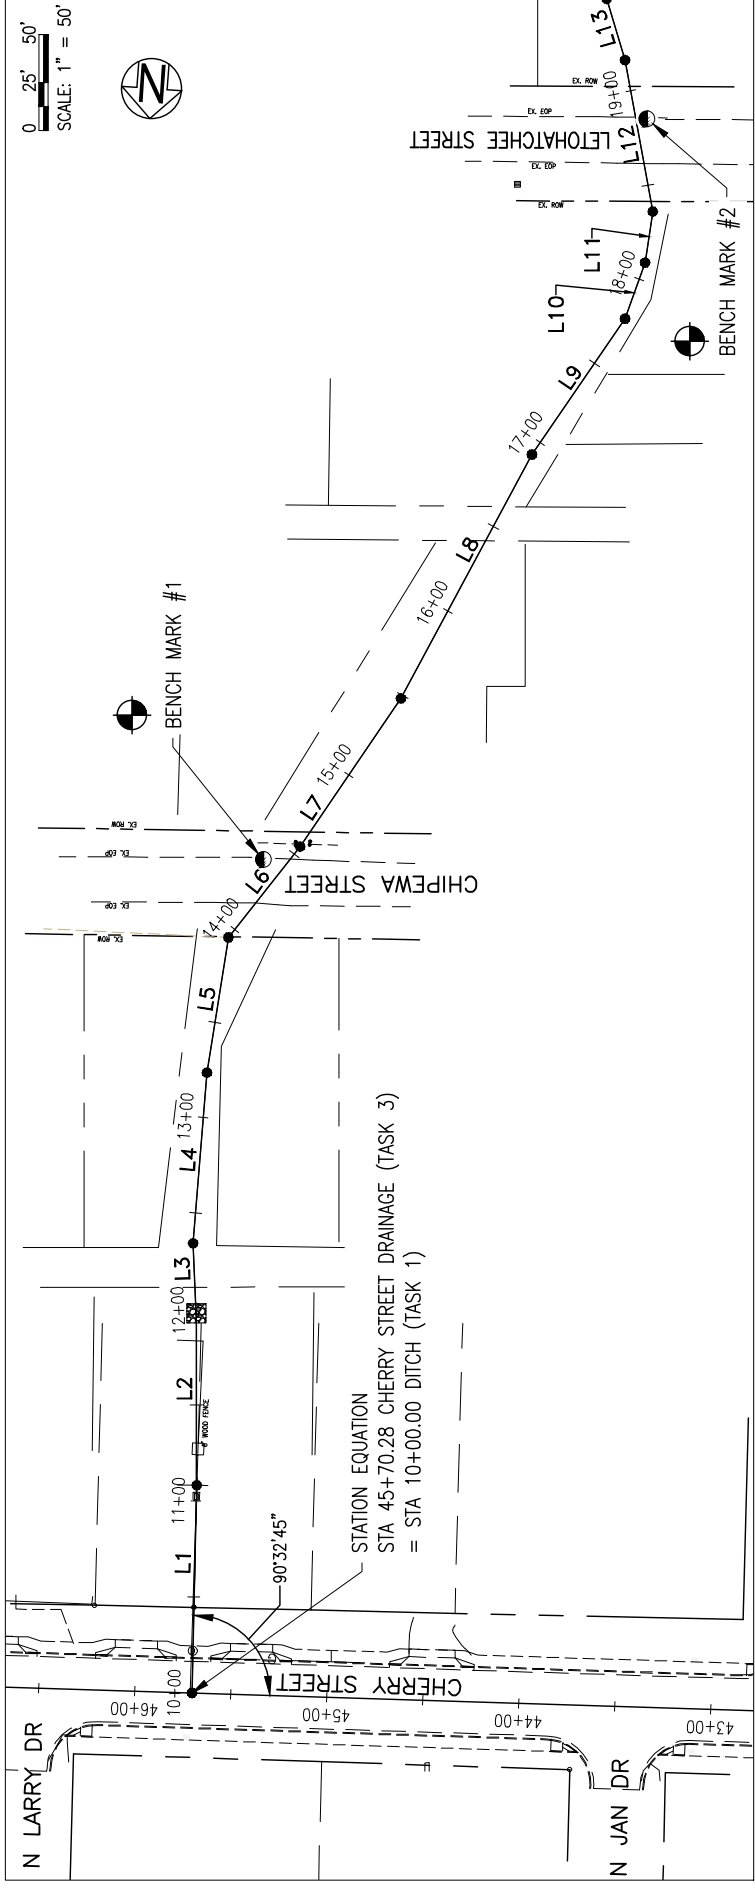 0 25' 50'
SCALE: 1" = 50'
N
L13
EX. ROW
19+00
EX. EOP
LETOHATCHEE STREET
L12
EX. EOP
EX. ROW
BENCH MARK #2
L11
18+00
L10
L9
17+00
L8
16+00
BENCH MARK #1
15+00
L7
EX. ROW
EX. EOP
L6
CHIPEWA STREET
EX. EOP
14+00
EX. ROW
L5
13+00
L4
L3
12+00
L2
6' WOOD FENCE
11+00
L1
STATION EQUATION
STA 45+70.28 CHERRY STREET DRAINAGE (TASK 3)
= STA 10+00.00 DITCH (TASK 1)
90°32'45"
10+00
CHERRY STREET
46+00
45+00
44+00
43+00
N LARRY DR
N JAN DR